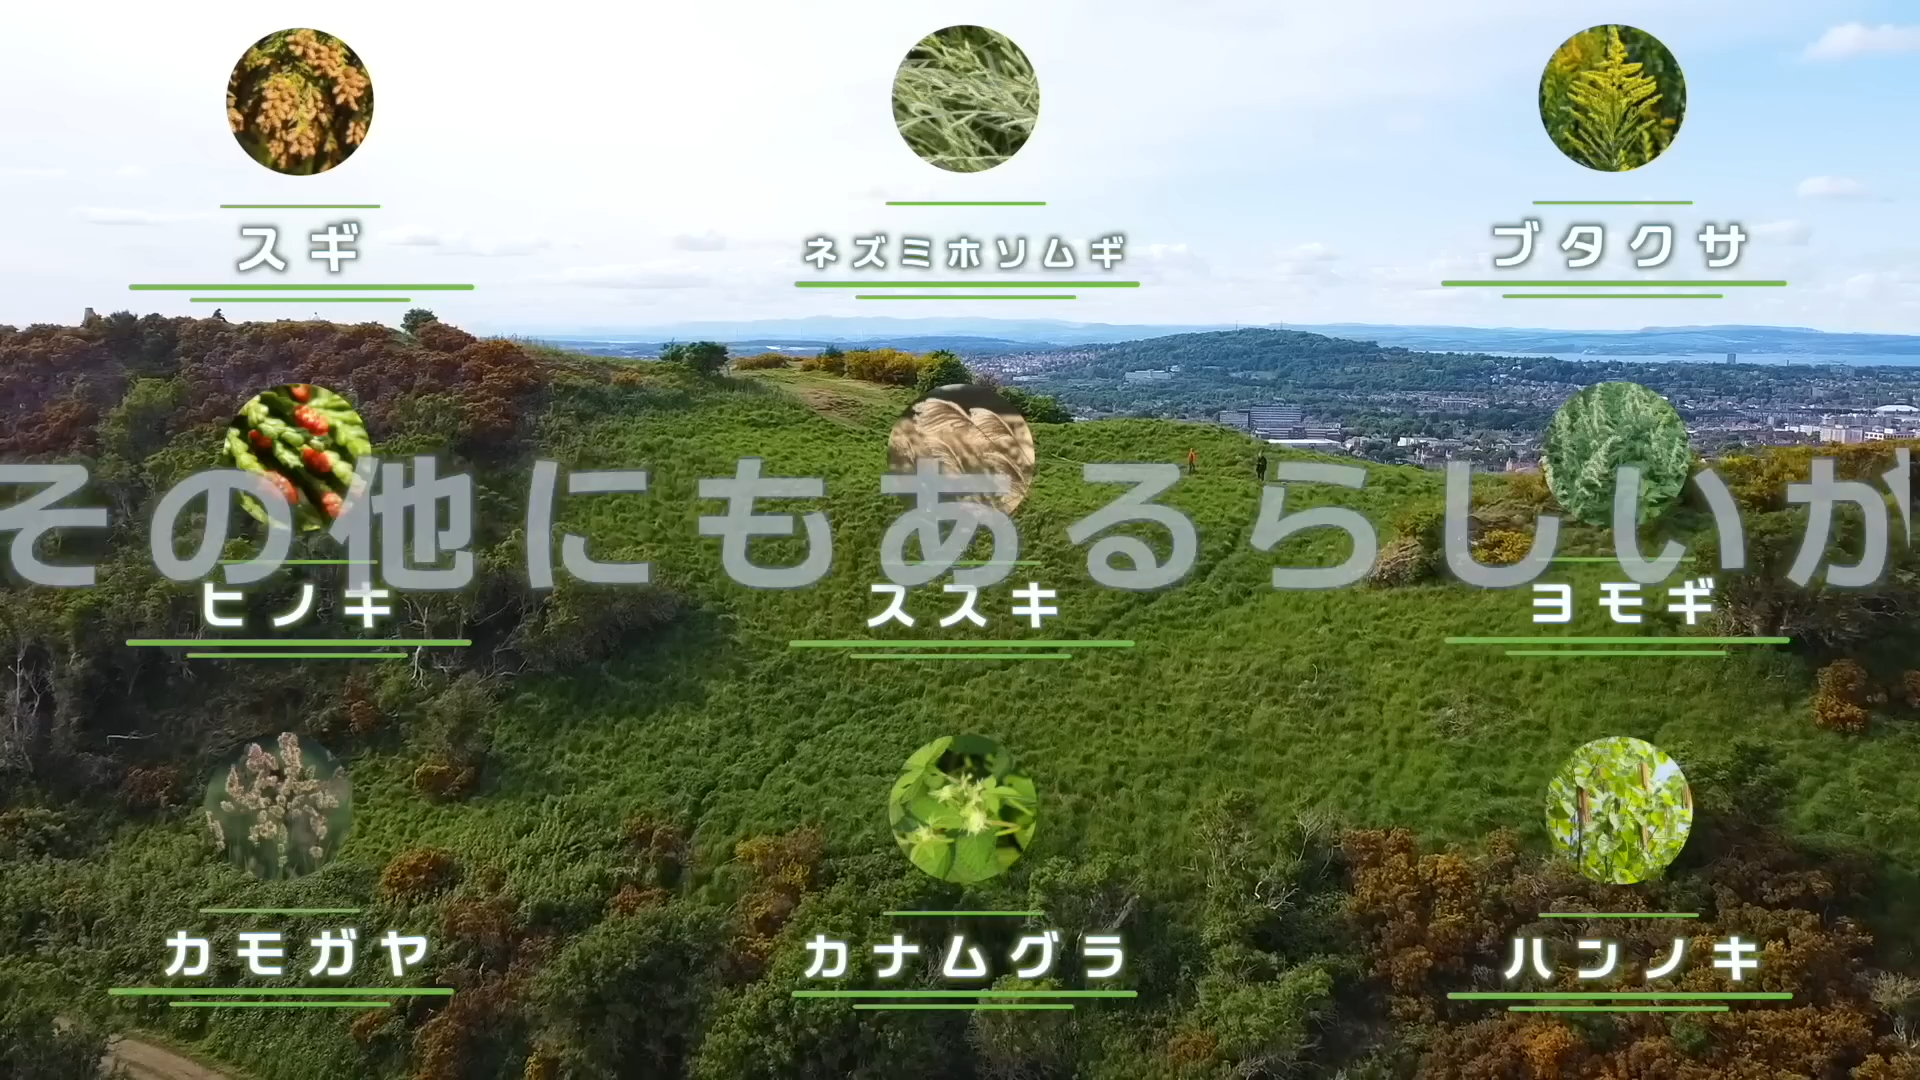 スギ
ネズミホソムギ
ブタクサ
その他にもあるらしいが
ヒノキ
ススキ
ヨモギ
カモガヤ
カナムグラ
ハンノキ